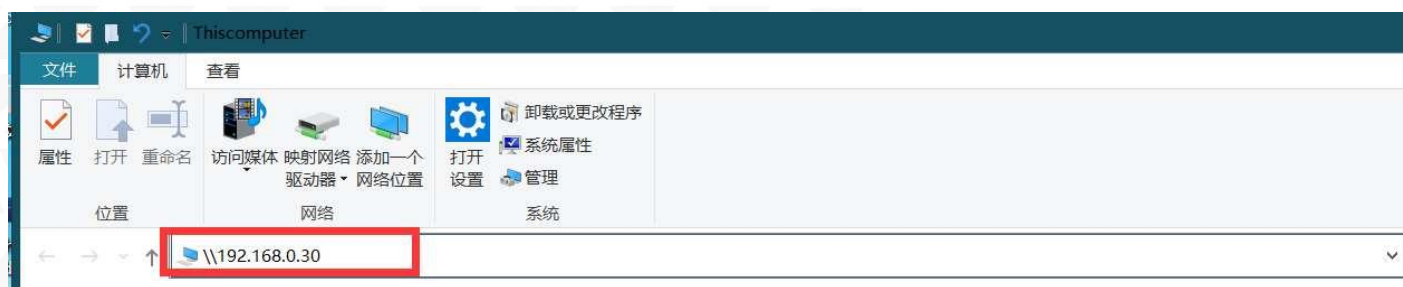 Thiscomputer
文件 计算机 查看
属性 打开 重命名 访问媒体 映射网络驱动器 添加一个网络位置 打开设置 卸载或更改程序
系统属性
管理
位置 网络 系统
\\192.168.0.30